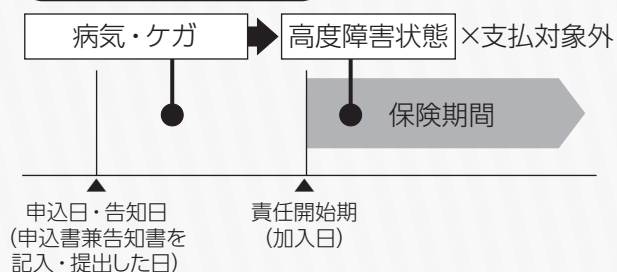 病気・ケガ
高度障害状態
×支払対象外
保険期間
申込日・告知日
(申込書兼告知書を
記入・提出した日)
責任開始期
(加入日)